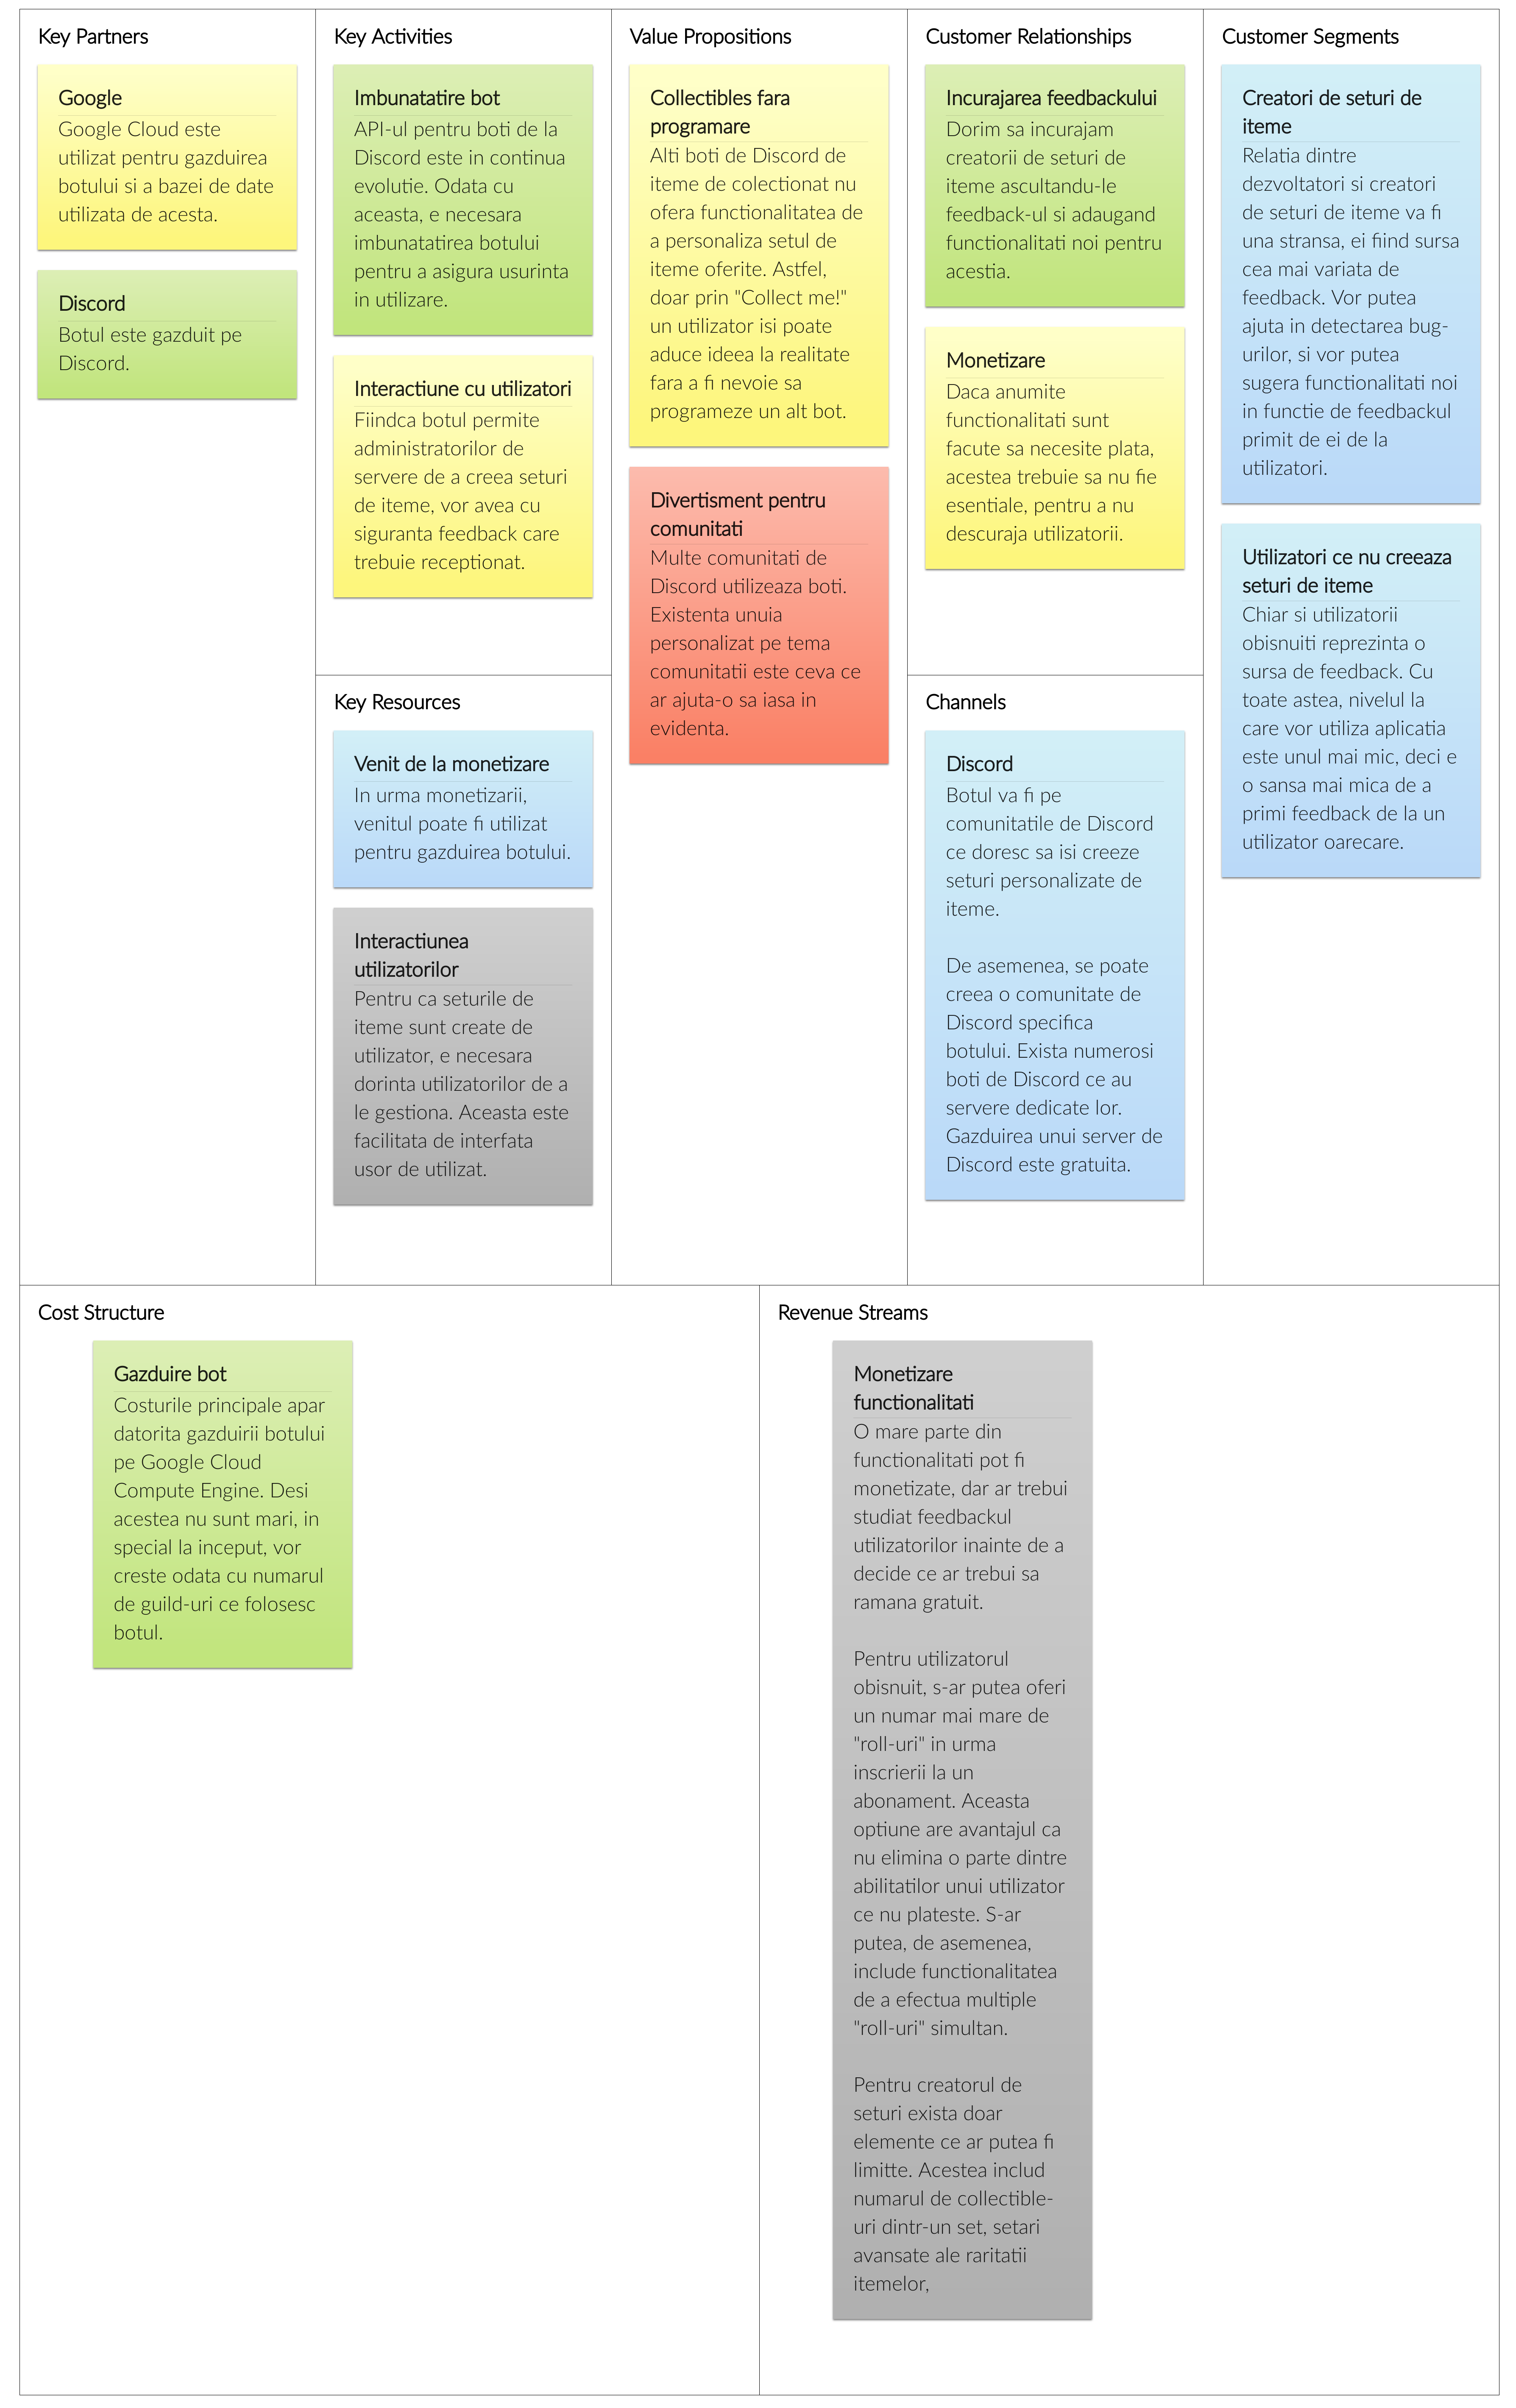 Key Partners
Google
Google Cloud este
utilizat pentru gazduirea
botului si a bazei de date
utilizata de acesta.
Discord
Botul este gazduit pe
Discord.
Key Activities
Imbunatatire bot
API-ul pentru boti de la
Discord este in continua
evolutie. Odata cu
aceasta, e necesara
imbunatatirea botului
pentru a asigura usurinta
in utilizare.
Interactiune cu utilizatori
Fiindca botul permite
administratorilor de
servere de a creea seturi
de iteme, vor avea cu
siguranta feedback care
trebuie receptionat.
Key Resources
Venit de la monetizare
In urma monetizarii,
venitul poate fi utilizat
pentru gazduirea botului.
Interactiunea
utilizatorilor
Pentru ca seturile de
iteme sunt create de
utilizator, e necesara
dorinta utilizatorilor de a
le gestiona. Aceasta este
facilitata de interfata
usor de utilizat.
Value Propositions
Collectibles fara
programare
Alti boti de Discord de
iteme de colectionat nu
ofera functionalitatea de
a personaliza setul de
iteme oferite. Astfel,
doar prin "Collect me!"
un utilizator isi poate
aduce ideea la realitate
fara a fi nevoie sa
programeze un alt bot.
Divertisment pentru
comunitati
Multe comunitati de
Discord utilizeaza boti.
Existenta unuia
personalizat pe tema
comunitatii este ceva ce
ar ajuta-o sa iasa in
evidenta.
Customer Relationships
Incurajarea feedbackului
Dorim sa incurajam
creatorii de seturi de
iteme ascultandu-le
feedback-ul si adaugand
functionalitati noi pentru
acestia.
Monetizare
Daca anumite
functionalitati sunt
facute sa necesite plata,
acestea trebuie sa nu fie
esentiale, pentru a nu
descuraja utilizatorii.
Channels
Discord
Botul va fi pe
comunitatile de Discord
ce doresc sa isi creeze
seturi personalizate de
iteme.
De asemenea, se poate
creea o comunitate de
Discord specifica
botului. Exista numerosi
boti de Discord ce au
servere dedicate lor.
Gazduirea unui server de
Discord este gratuita.
Customer Segments
Creatori de seturi de
iteme
Relatia dintre
dezvoltatori si creatori
de seturi de iteme va fi
una stransa, ei fiind sursa
cea mai variata de
feedback. Vor putea
ajuta in detectarea bug-
urilor, si vor putea
sugera functionalitati noi
in functie de feedbackul
primit de ei de la
utilizatori.
Utilizatori ce nu creeaza
seturi de iteme
Chiar si utilizatorii
obisnuiti reprezinta o
sursa de feedback. Cu
toate astea, nivelul la
care vor utiliza aplicatia
este unul mai mic, deci e
o sansa mai mica de a
primi feedback de la un
utilizator oarecare.
Cost Structure
Gazduire bot
Costurile principale apar
datorita gazduirii botului
pe Google Cloud
Compute Engine. Desi
acestea nu sunt mari, in
special la inceput, vor
creste odata cu numarul
de guild-uri ce folosesc
botul.
Revenue Streams
Monetizare
functionalitati
O mare parte din
functionalitati pot fi
monetizate, dar ar trebui
studiat feedbackul
utilizatorilor inainte de a
decide ce ar trebui sa
ramana gratuit.
Pentru utilizatorul
obisnuit, s-ar putea oferi
un numar mai mare de
"roll-uri" in urma
inscrierii la un
abonament. Aceasta
optiune are avantajul ca
nu elimina o parte dintre
abilitatilor unui utilizator
ce nu plateste. S-ar
putea, de asemenea,
include functionalitatea
de a efectua multiple
"roll-uri" simultan.
Pentru creatorul de
seturi exista doar
elemente ce ar putea fi
limitte. Acestea includ
numarul de collectible-
uri dintr-un set, setari
avansate ale raritatii
itemelor,